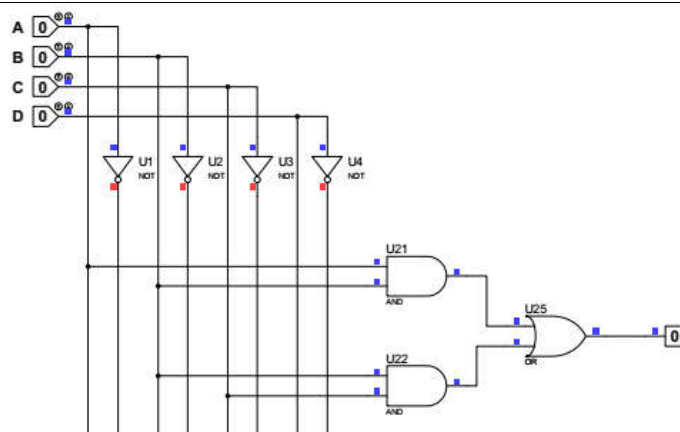 A 0
B 0
C 0
D 0
U1 U2 U3 U4
NOT NOT NOT NOT
U21
AND
U25
0
OR
U22
AND